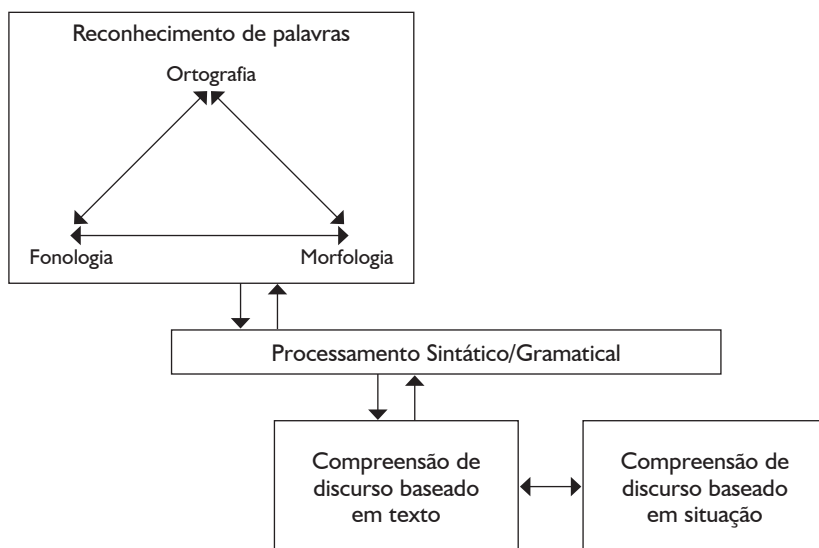 Reconhecimento de palavras
Ortografia
Fonologia
Morfologia
Processamento Sintático/Gramatical
Compreensão de
discurso baseado
em texto
Compreensão de
discurso baseado
em situação